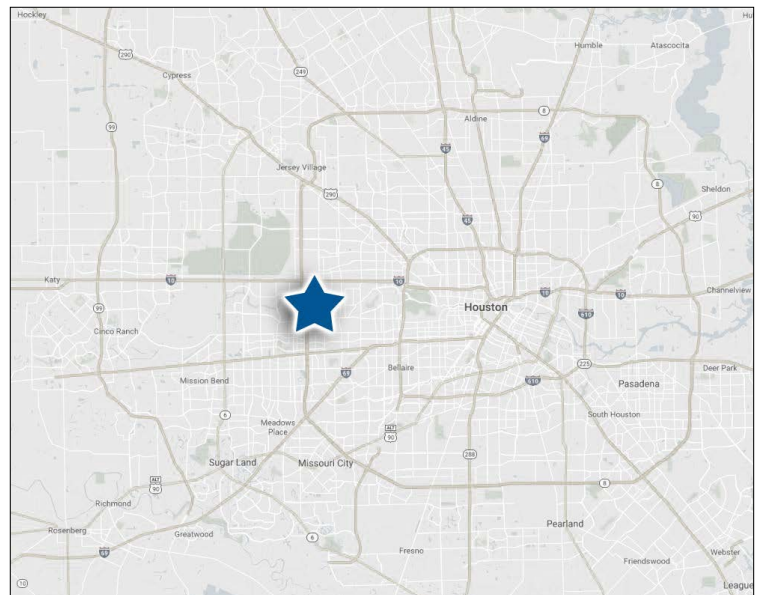 Hockley
Hu
290
Humble
Atascocita
249
Cypress
8
99
Aldine
45
69
Jersey Village
8
290
Sheldon
45
90
Katy
10
10
Channelview
10
10
99
Houston
610
Cinco Ranch
225
Bellaire
Deer Park
69
Mission Bend
610
Pasadena
6
South Houston
Meadows
Place
ALT
90
288
Sugar Land
Missouri City
ALT
90
8
Richmond
Pearland
Rosenberg
Greatwood
6
69
Fresno
Webster
Friendswood
10
League